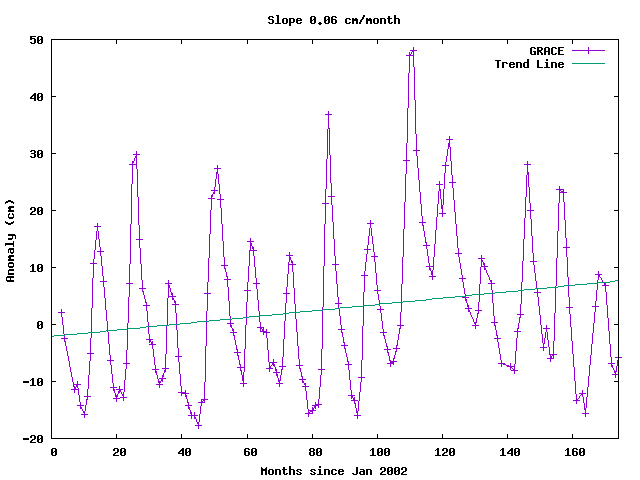 Slope 0.06 cm/month
GRACE
Trend Line
Anomaly (cm)
50
40
30
20
10
0
-10
-20
0 20 40 60 80 100 120 140 160
Months since Jan 2002